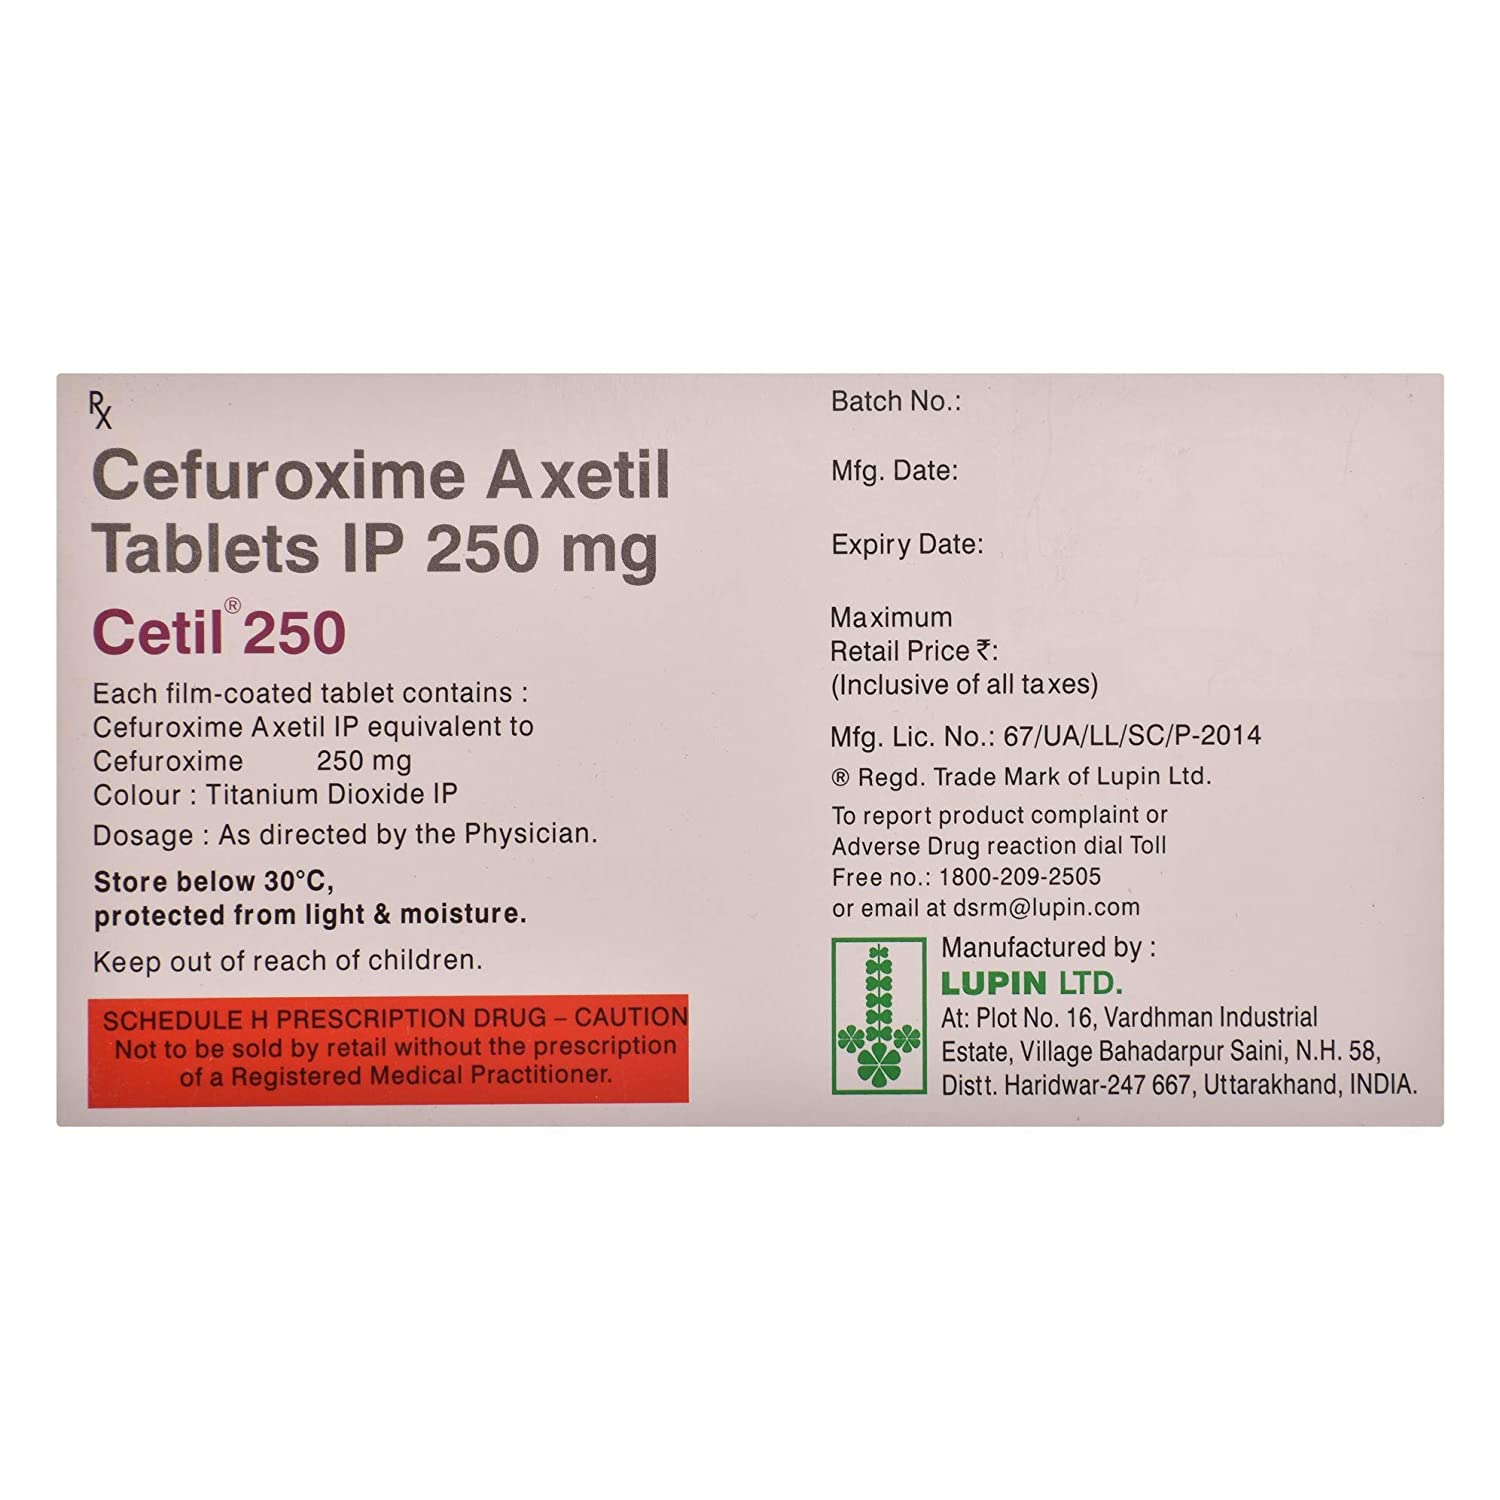 Rx
Cefuroxime Axetil
Tablets IP 250 mg
Cetil® 250
Each film-coated tablet contains :
Cefuroxime Axetil IP equivalent to
Cefuroxime 250 mg
Colour : Titanium Dioxide IP
Dosage : As directed by the Physician.
Store below 30°C,
protected from light & moisture.
Keep out of reach of children.
SCHEDULE H PRESCRIPTION DRUG – CAUTION
Not to be sold by retail without the prescription
of a Registered Medical Practitioner.
Batch No.:
Mfg. Date:
Expiry Date:
Maximum
Retail Price ₹:
(Inclusive of all taxes)
Mfg. Lic. No.: 67/UA/LL/SC/P-2014
® Regd. Trade Mark of Lupin Ltd.
To report product complaint or
Adverse Drug reaction dial Toll
Free no.: 1800-209-2505
or email at dsrm@lupin.com
Manufactured by :
LUPIN LTD.
At: Plot No. 16, Vardhman Industrial
Estate, Village Bahadarpur Saini, N.H. 58,
Distt. Haridwar-247 667, Uttarakhand, INDIA.